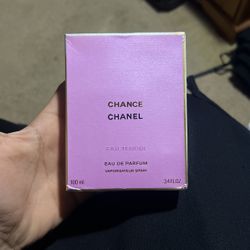 CHANCE
CHANEL
EAU TENDRE
EAU DE PARFUM
VAPORISATEUR SPRAY
100 ml
3.4 FL.OZ